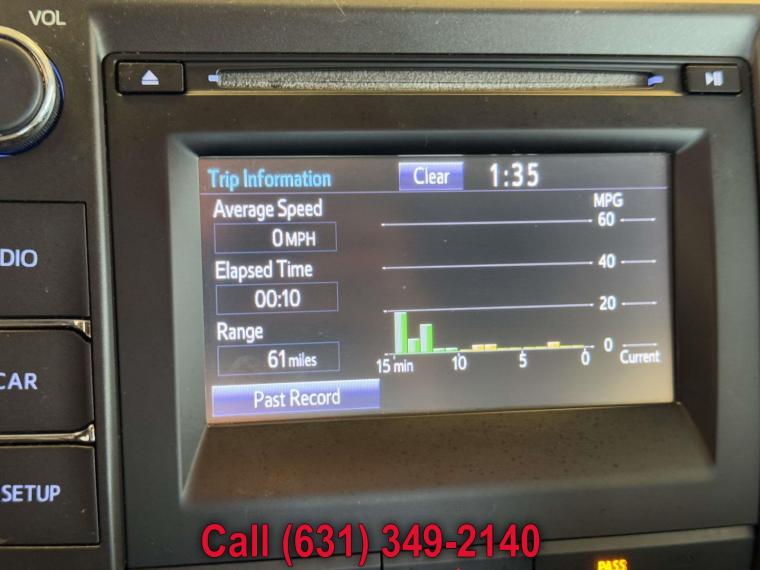 VOL
Trip Information Clear 1:35
Average Speed MPG
0 MPH 60
Elapsed Time 40
00:10 20
Range 0
61 miles 15 min 10 5 0 Current
Past Record
DIO
CAR
SETUP
Call (631) 349-2140
PASS